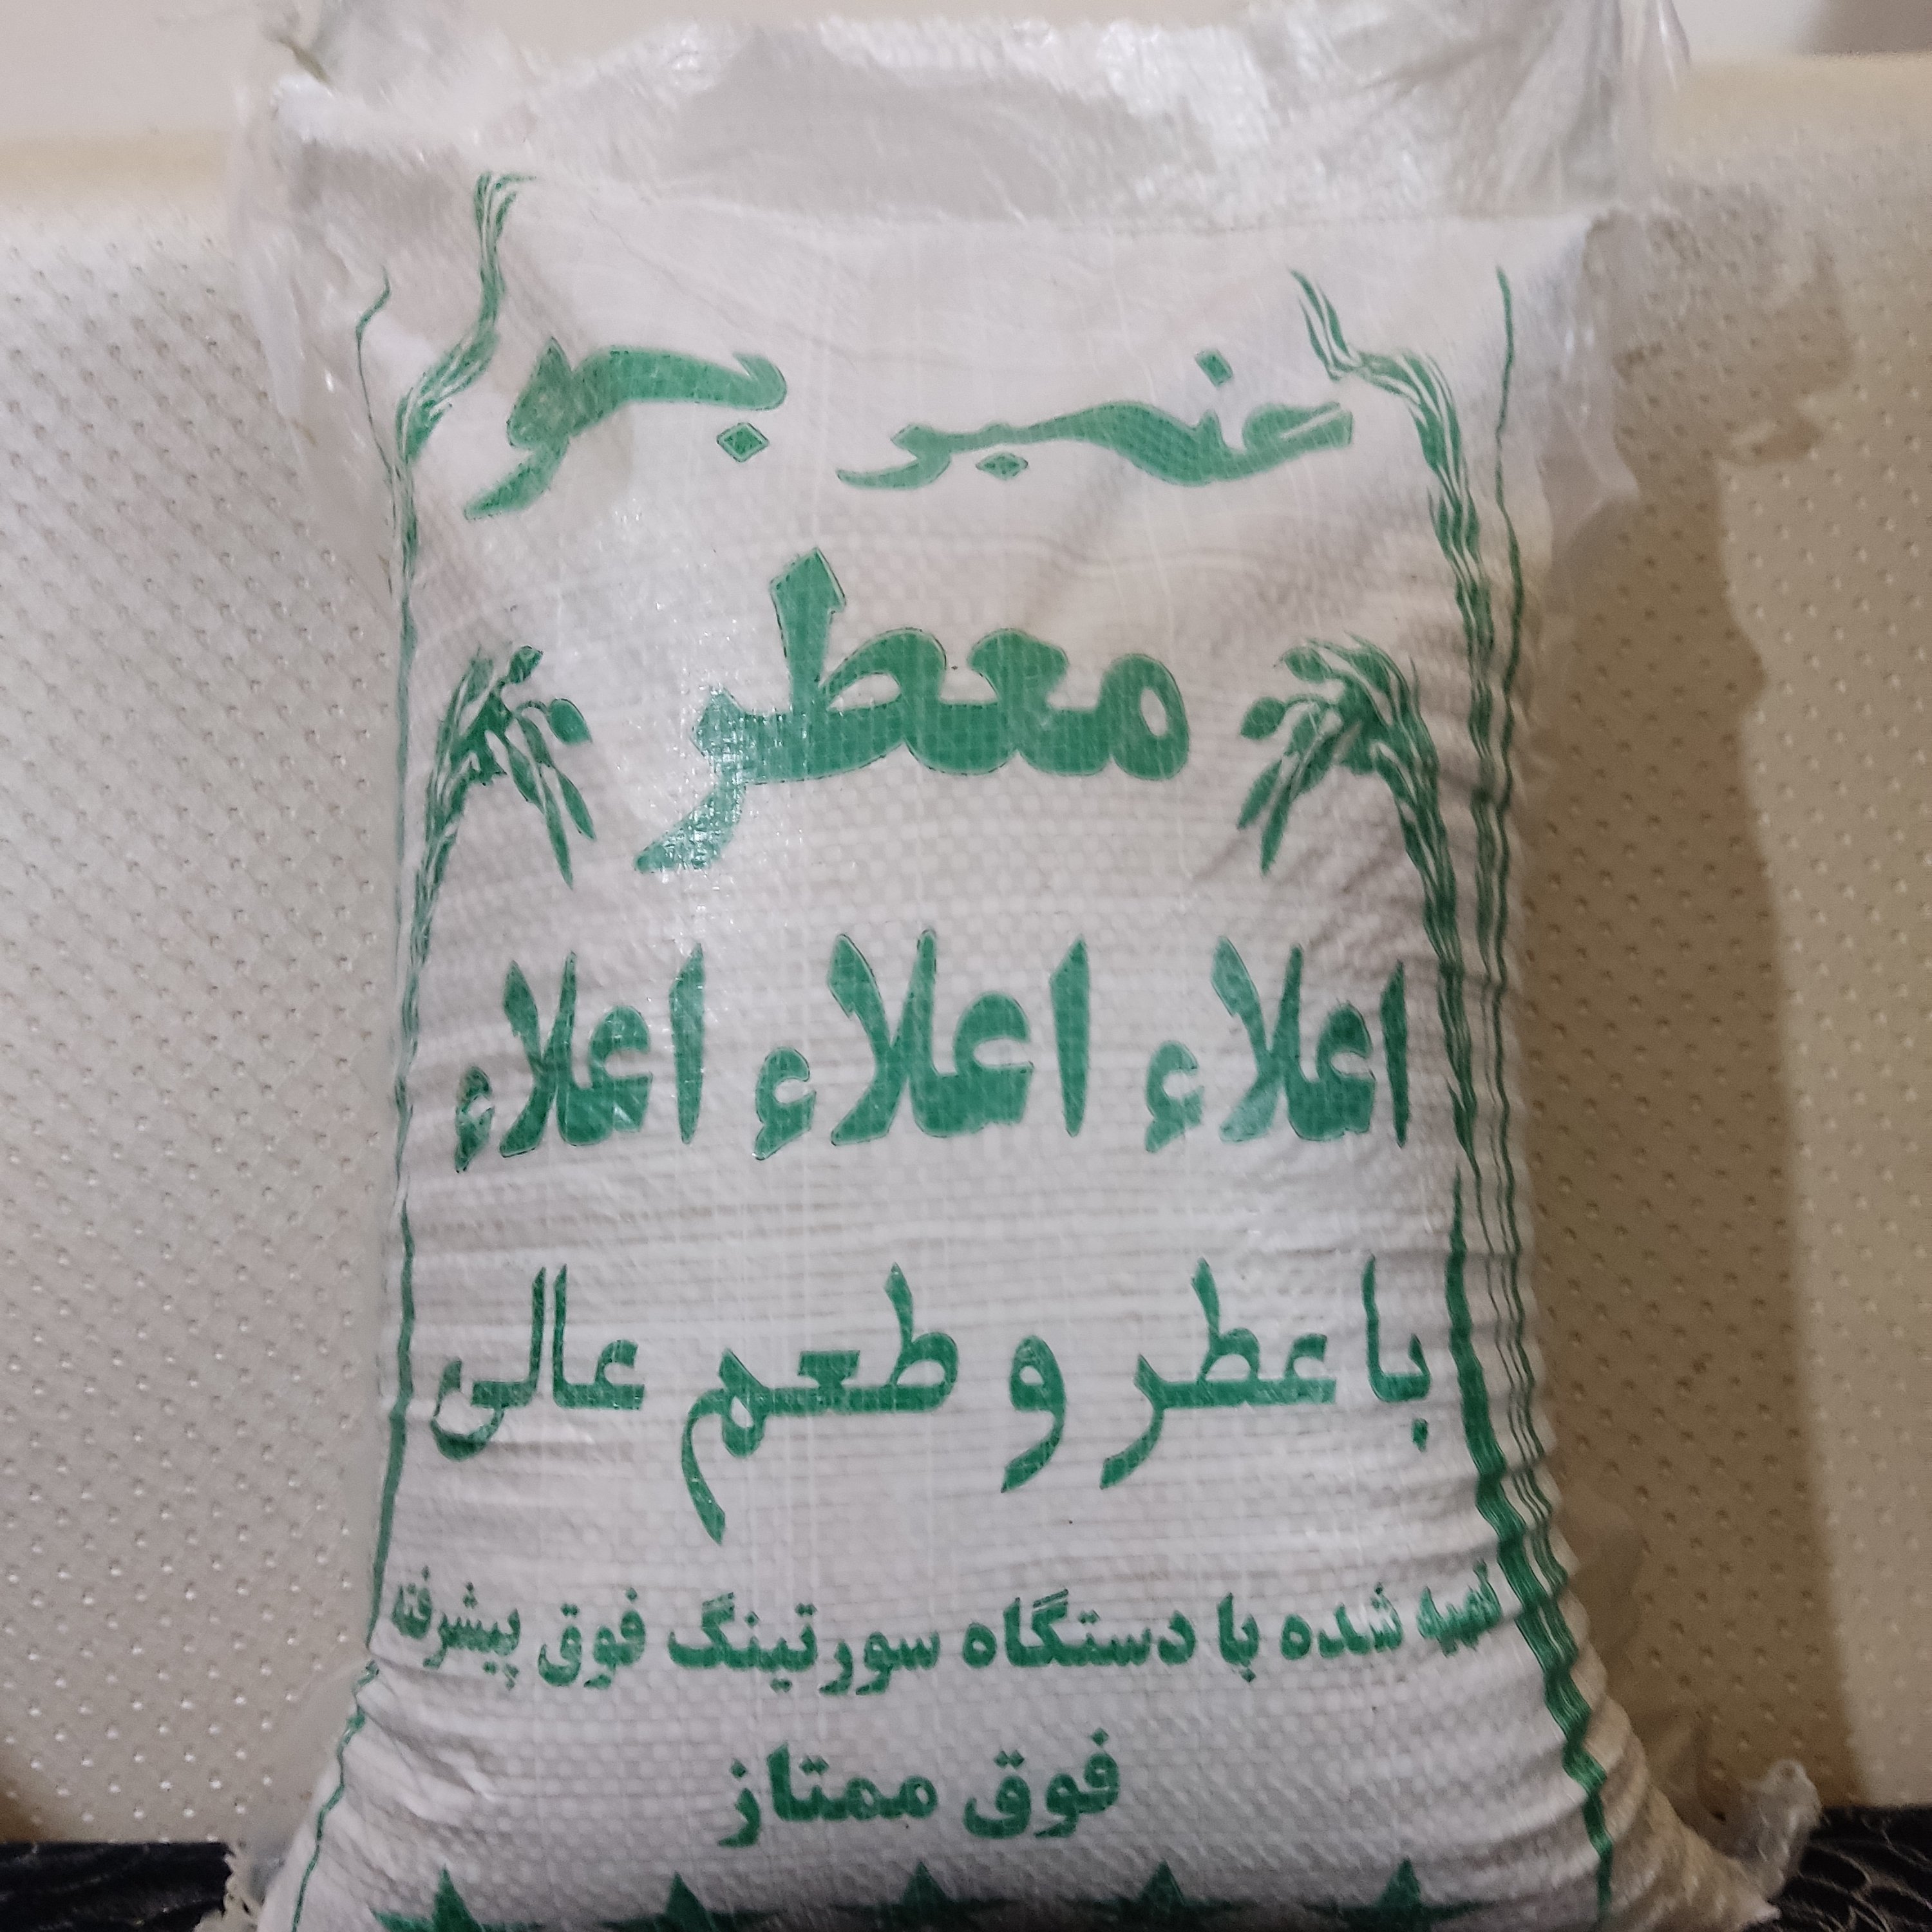 عنبر بو
معطر
اعلاء اعلاء اعلاء
با عطر و طعم عالی
تهیه شده با دستگاه سورتینگ فوق پیشرفته
فوق ممتاز